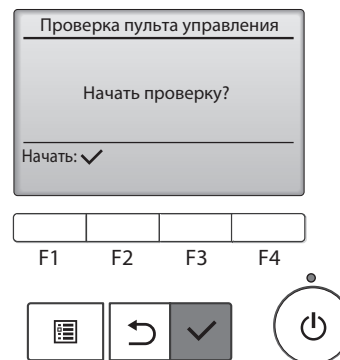 Проверка пульта управления
Начать проверку?
Начать: ✓
F1 F2 F3 F4